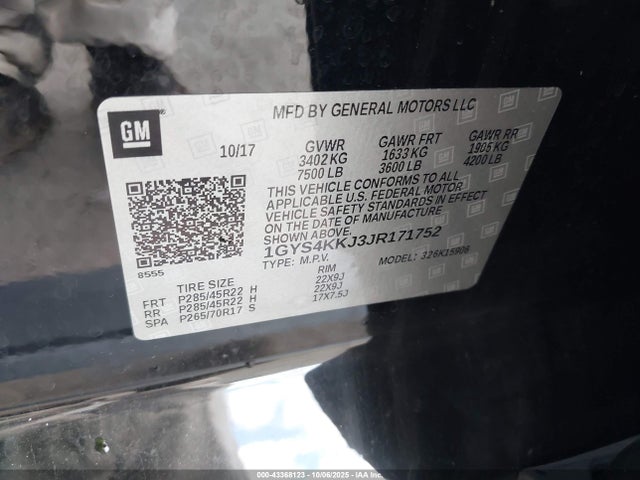 MFD BY GENERAL MOTORS LLC
GM
10/17
GVWR GAWR FRT GAWR RR
3402 KG 1633 KG 1905 KG
7500 LB 3600 LB 4200 LB
THIS VEHICLE CONFORMS TO ALL
APPLICABLE U.S. FEDERAL MOTOR
VEHICLE SAFETY STANDARDS IN EFFECT
ON THE DATE OF MANUFACTURE SHOWN ABOVE.
1GYS4KKJ3JR171752
TYPE: M.P.V. MODEL: 326K15906
8555
TIRE SIZE RIM
FRT P285/45R22 H 22X9J
RR P285/45R22 H 22X9J
SPA P265/70R17 S 17X7.5J
000-43368123 - 10/06/2025 - IAA Inc.